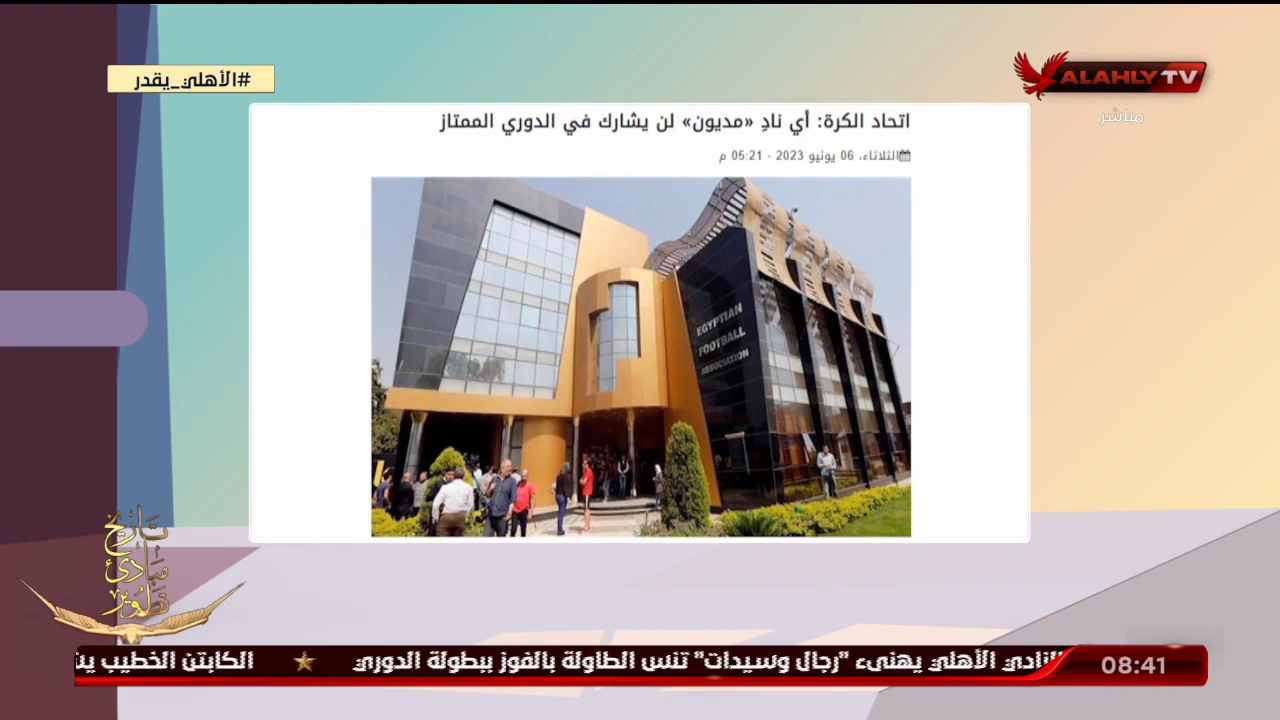 #الأهلي_يقدر
ALAHLY TV
مباشر
اتحاد الكرة: أي نادِ «مديون» لن يشارك في الدوري الممتاز
الثلاثاء، 06 يونيو 2023 - 05:21 م
EGYPTIAN
FOOTBALL
ASSOCIATION
تاريخ
مبادئ
تطوير
النادي الأهلي يهنىء "رجال وسيدات" تنس الطاولة بالفوز ببطولة الدوري ★ الكابتن الخطيب
08:41